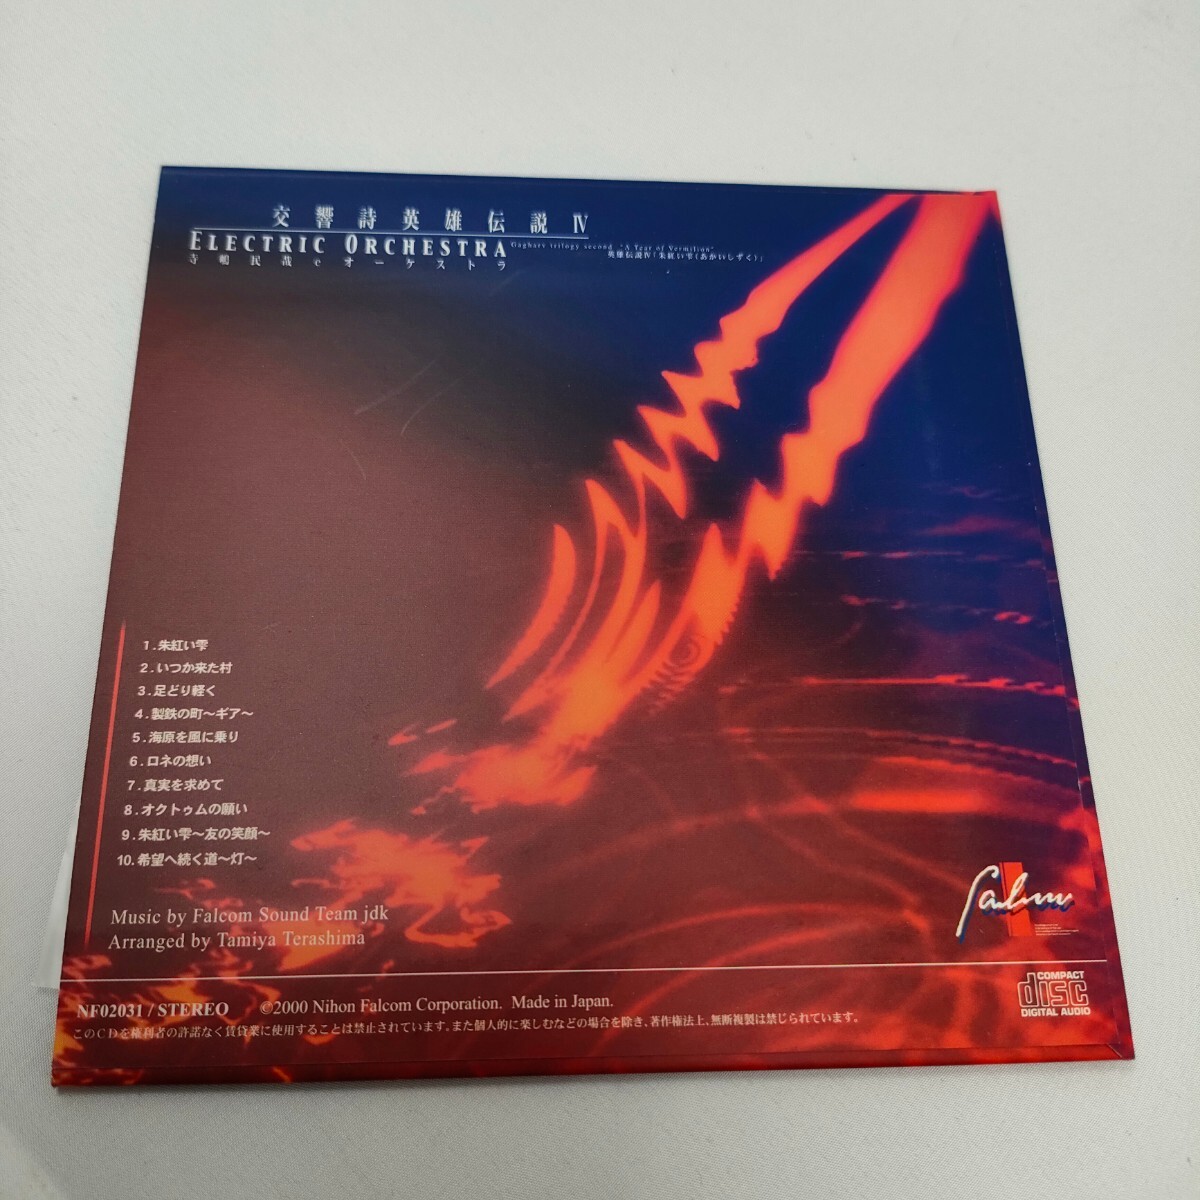 交響詩英雄伝説Ⅳ
ELECTRIC ORCHESTRA
Gagharv trilogy second "A Tear of Vermilion"
英雄伝説Ⅳ「朱紅い雫(あかいしずく)」
寺嶋民哉eオーケストラ
1.朱紅い雫
2.いつか来た村
3.足どり軽く
4.製鉄の町～ギア～
5.海原を風に乗り
6.ロネの想い
7.真実を求めて
8.オクトゥムの願い
9.朱紅い雫～友の笑顔～
10.希望へ続く道～灯～
Music by Falcom Sound Team jdk
Arranged by Tamiya Terashima
Falcom
NF02031 / STEREO ©2000 Nihon Falcom Corporation. Made in Japan.
このCDを権利者の許諾なく賃貸業に使用することは禁止されています。また個人的に楽しむなどの場合を除き、著作権法上、無断複製は禁じられています。
COMPACT
disc
DIGITAL AUDIO